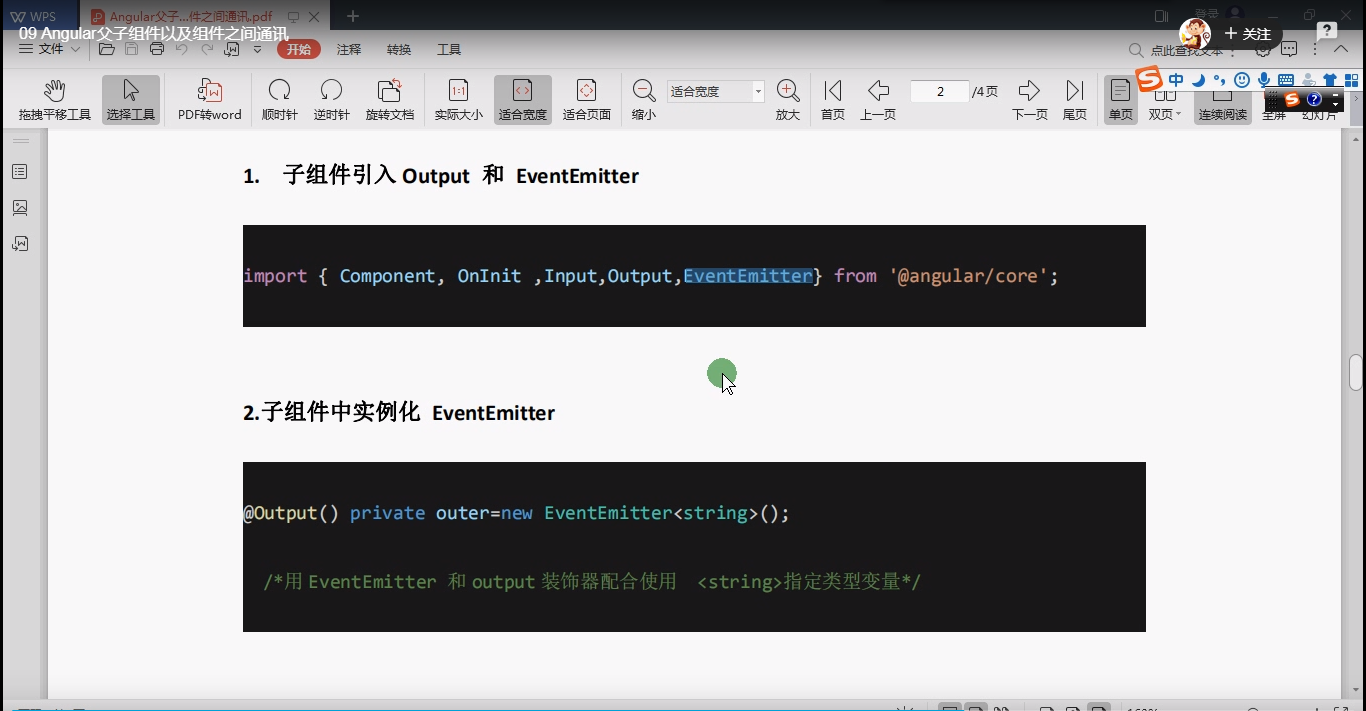 WPS
Angular父子...件之间通讯.pdf
登录
09 Angular父子组件以及组件之间通讯
+ 关注
文件
开始
注释
转换
工具
点此查找文本
中
拖拽平移工具
选择工具
PDF转word
顺时针
逆时针
旋转文档
1:1
实际大小
适合宽度
适合页面
缩小
适合宽度
放大
首页
上一页
2
/4页
下一页
尾页
单页
双页
连续阅读
全屏
幻灯片
1. 子组件引入 Output 和 EventEmitter
import { Component, OnInit ,Input,Output,EventEmitter} from '@angular/core';
2.子组件中实例化 EventEmitter
@Output() private outer=new EventEmitter<string>();
/*用 EventEmitter 和 output 装饰器配合使用 <string>指定类型变量*/